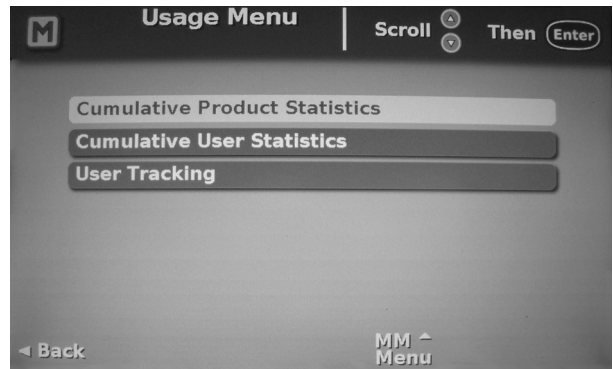 M
Usage Menu
Scroll
Then Enter
Cumulative Product Statistics
Cumulative User Statistics
User Tracking
Back
MM
Menu